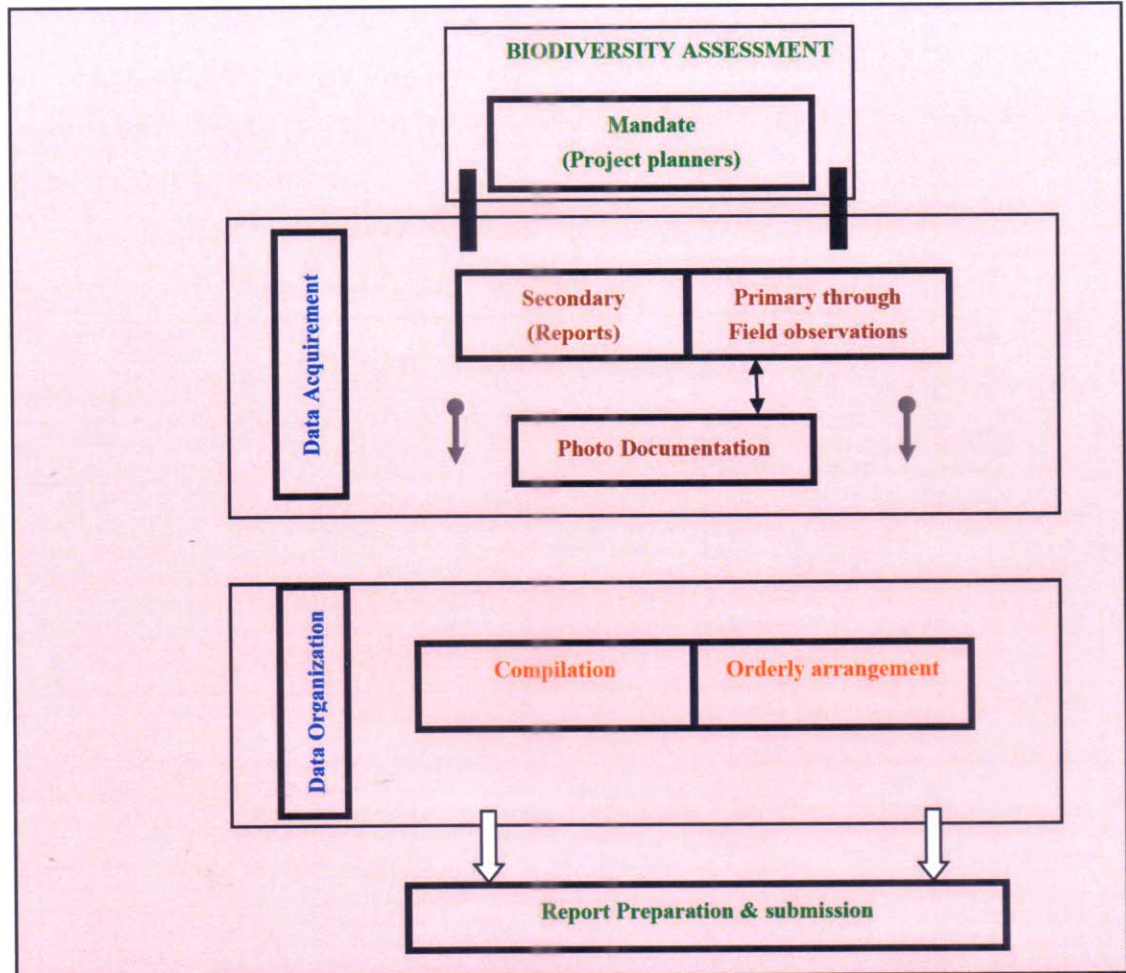 BIODIVERSITY ASSESSMENT
Mandate
(Project planners)
Data Acquirement
Secondary
(Reports)
Primary through
Field observations
Photo Documentation
Data Organization
Compilation
Orderly arrangement
Report Preparation & submission